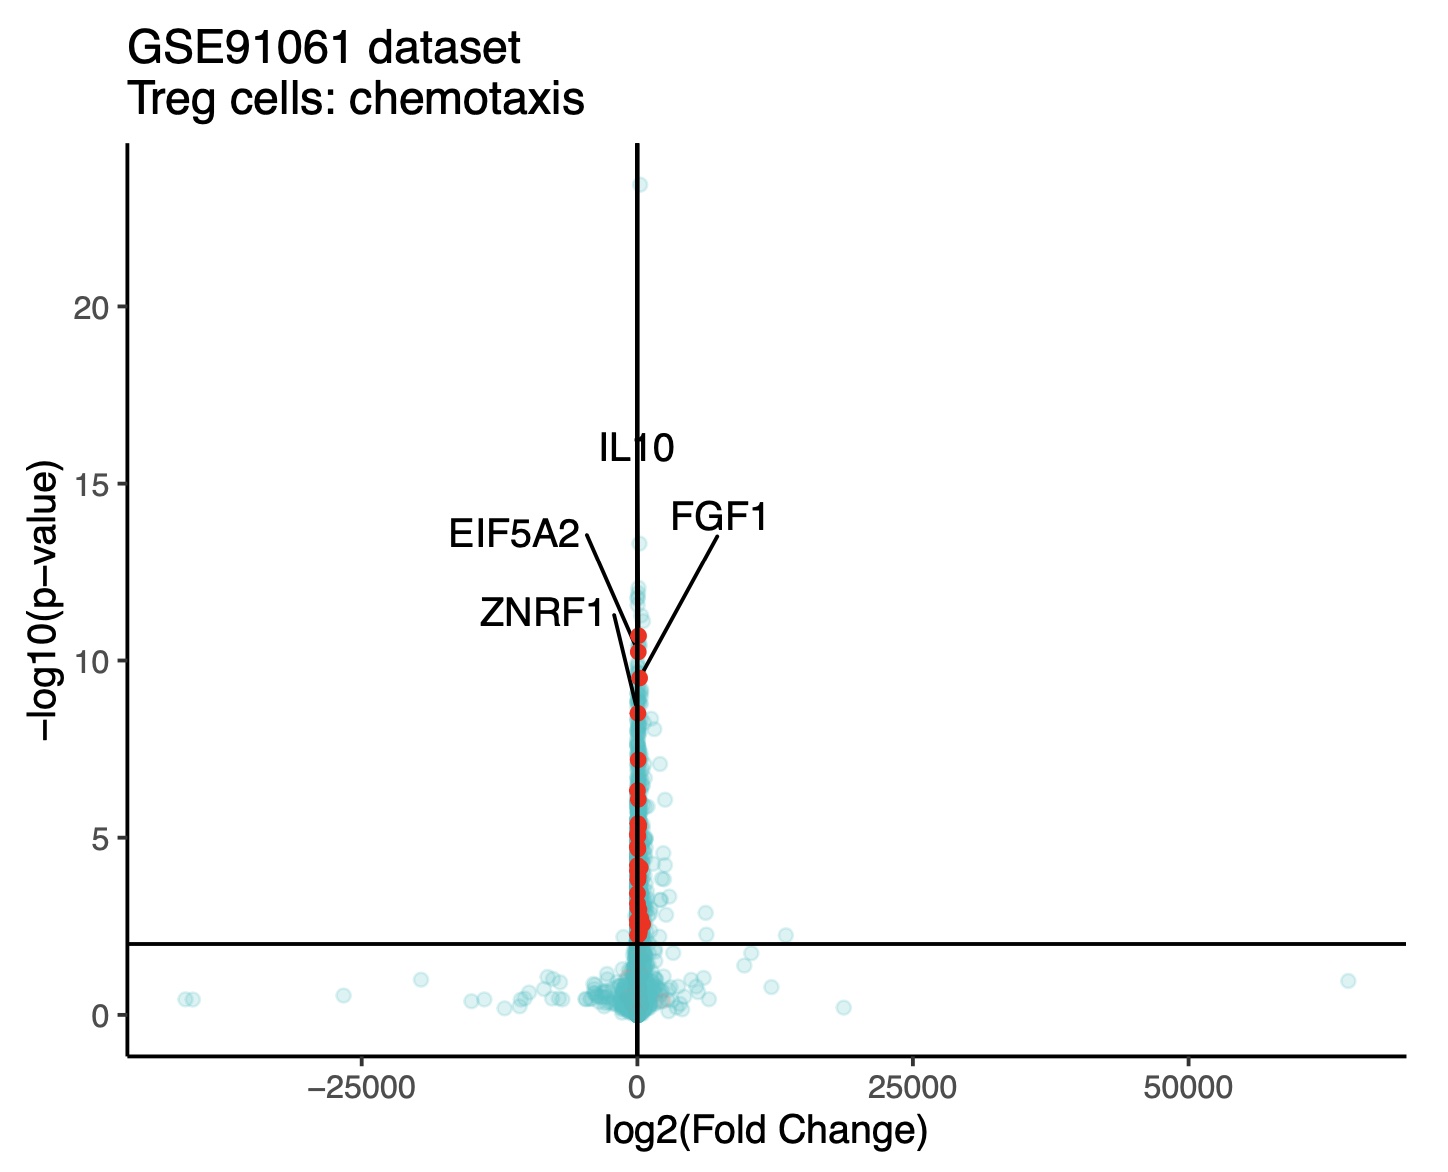 GSE91061 dataset
Treg cells: chemotaxis
−log10(p−value)
20
15
10
5
0
IL10
FGF1
EIF5A2
ZNRF1
−25000
0
25000
50000
log2(Fold Change)